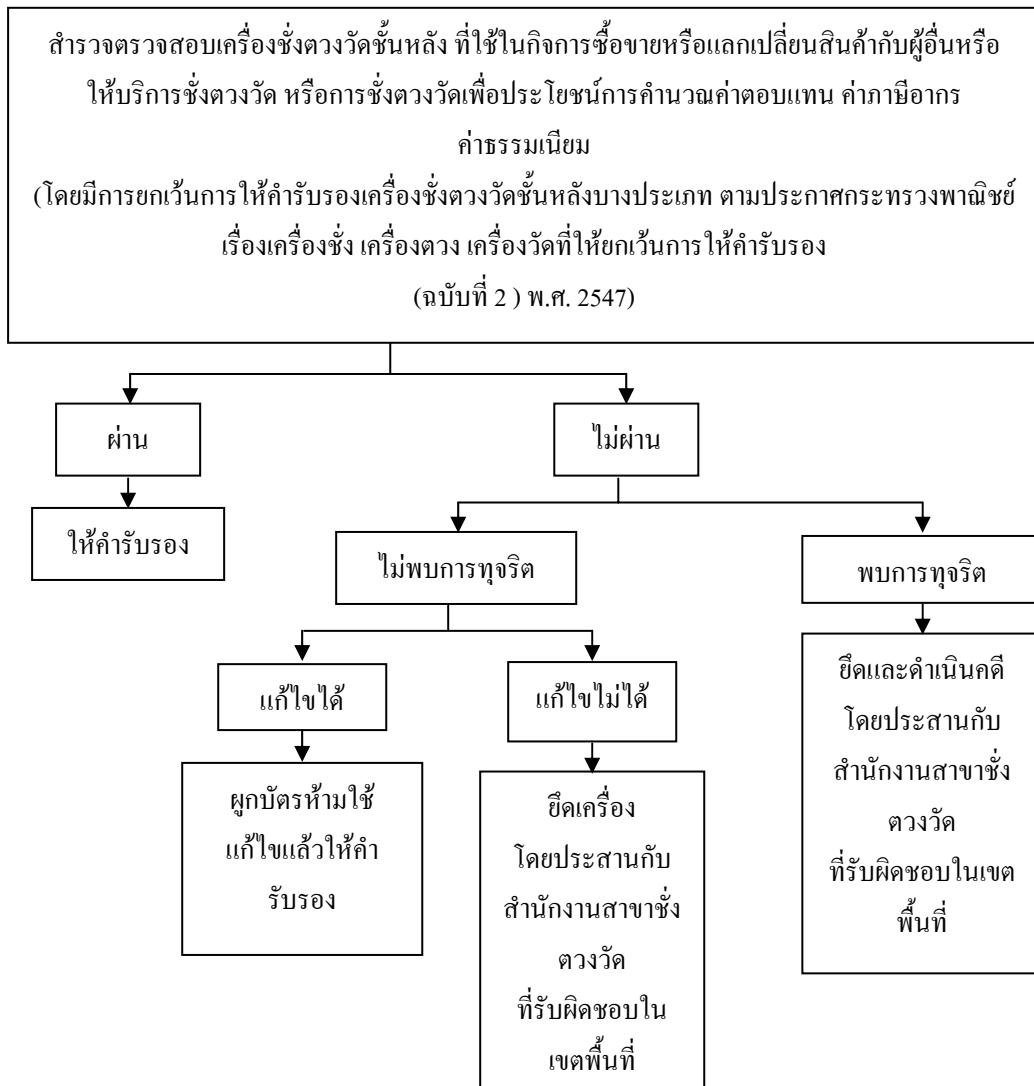 สำรวจตรวจสอบเครื่องชั่งตวงวัดชั้นหลัง ที่ใช้ในกิจการซื้อขายหรือแลกเปลี่ยนสินค้ากับผู้อื่นหรือ
ให้บริการชั่งตวงวัด หรือการชั่งตวงวัดเพื่อประโยชน์การคำนวณค่าตอบแทน ค่าภาษีอากร
ค่าธรรมเนียม
(โดยมีการยกเว้นการให้คำรับรองเครื่องชั่งตวงวัดชั้นหลังบางประเภท ตามประกาศกระทรวงพาณิชย์
เรื่องเครื่องชั่ง เครื่องตวง เครื่องวัดที่ให้ยกเว้นการให้คำรับรอง
(ฉบับที่ 2 ) พ.ศ. 2547)
ผ่าน
ไม่ผ่าน
ให้คำรับรอง
ไม่พบการทุจริต
พบการทุจริต
แก้ไขได้
แก้ไขไม่ได้
ยึดและดำเนินคดี
โดยประสานกับ
สำนักงานสาขาชั่ง
ตวงวัด
ที่รับผิดชอบในเขต
พื้นที่
ผูกบัตรห้ามใช้
แก้ไขแล้วให้คำ
รับรอง
ยึดเครื่อง
โดยประสานกับ
สำนักงานสาขาชั่ง
ตวงวัด
ที่รับผิดชอบใน
เขตพื้นที่